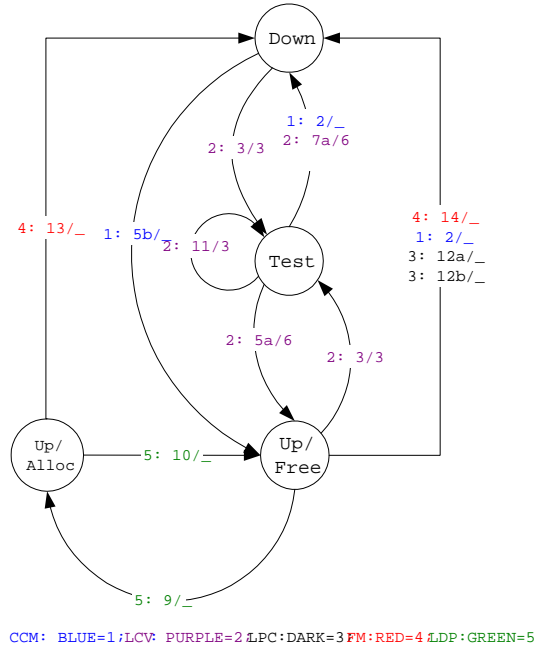 Down
1: 2/_
2: 7a/6
2: 3/3
4: 13/_
1: 5b/_
2: 11/3
4: 14/_
1: 2/_
3: 12a/_
3: 12b/_
Test
2: 5a/6
2: 3/3
Up/
Alloc
5: 10/_
Up/
Free
5: 9/_
CCM: BLUE=1;LCV: PURPLE=2;LPC:DARK=3;FM:RED=4;LDP:GREEN=5